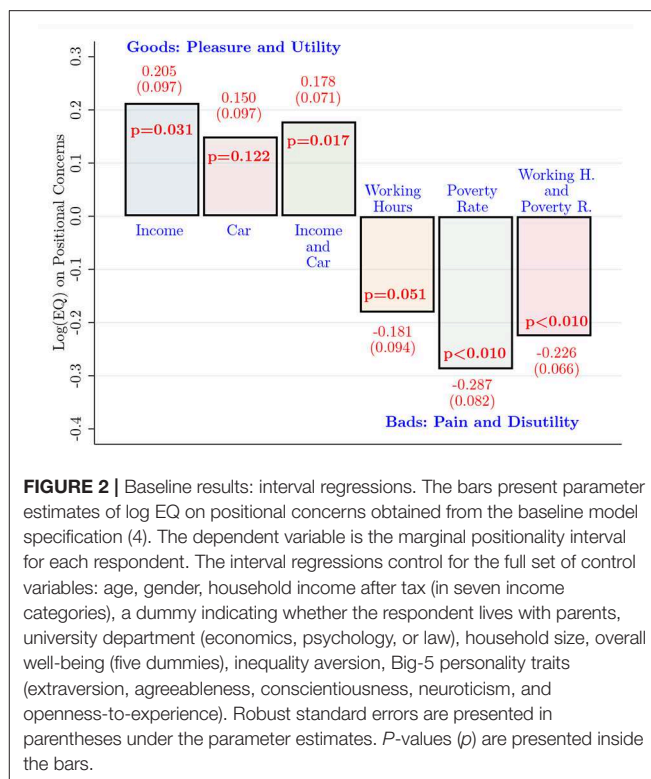 Goods: Pleasure and Utility
0.3
0.2
0.1
0.0
-0.1
-0.2
-0.3
-0.4
Log(EQ) on Positional Concerns
0.205
(0.097)
p=0.031
Income
0.150
(0.097)
p=0.122
Car
0.178
(0.071)
p=0.017
Income
and
Car
Working
Hours
p=0.051
-0.181
(0.094)
Poverty
Rate
p<0.010
-0.287
(0.082)
Working H.
and
Poverty R.
p<0.010
-0.226
(0.066)
Bads: Pain and Disutility
FIGURE 2 | Baseline results: interval regressions. The bars present parameter
estimates of log EQ on positional concerns obtained from the baseline model
specification (4). The dependent variable is the marginal positionality interval
for each respondent. The interval regressions control for the full set of control
variables: age, gender, household income after tax (in seven income
categories), a dummy indicating whether the respondent lives with parents,
university department (economics, psychology, or law), household size, overall
well-being (five dummies), inequality aversion, Big-5 personality traits
(extraversion, agreeableness, conscientiousness, neuroticism, and
openness-to-experience). Robust standard errors are presented in
parentheses under the parameter estimates. P-values (p) are presented inside
the bars.